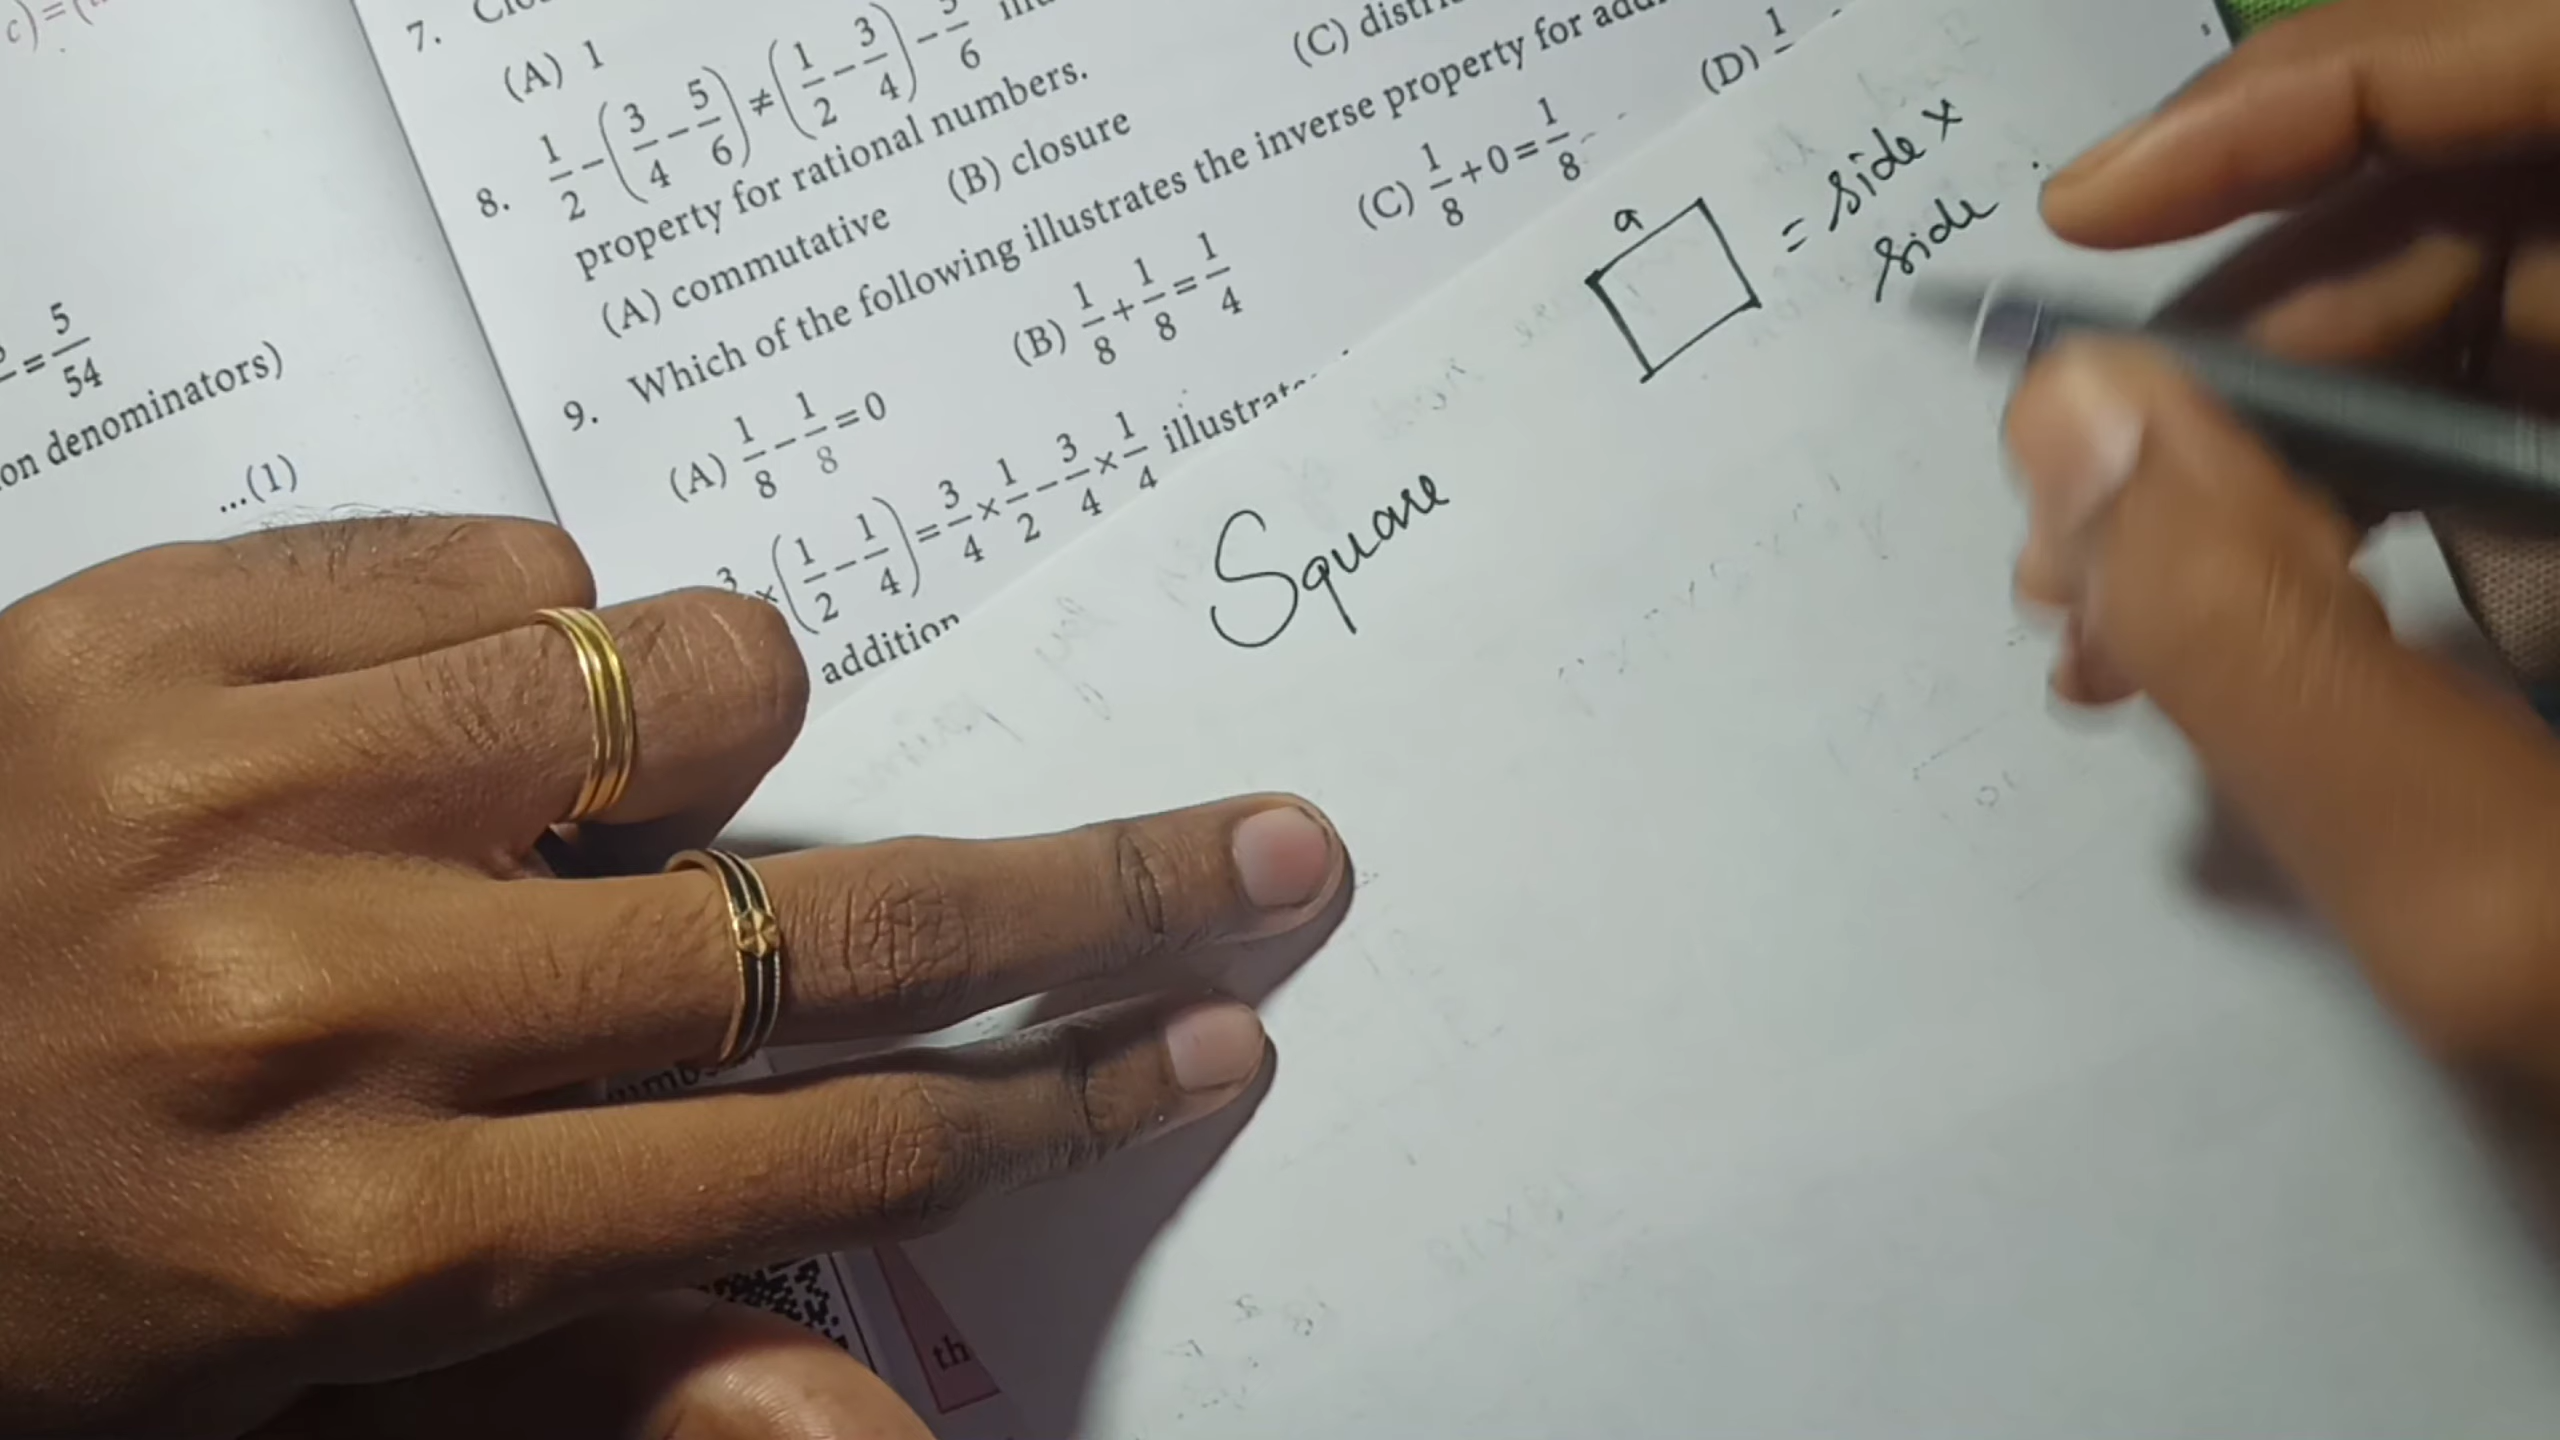 c)=(
=5/54
on denominators)
...(1)
7.
(A) 1
(C) distri
(D) 1
8. 1/2−(3/4−5/6)≠(1/2−3/4)−5/6
property for rational numbers.
(A) commutative (B) closure
9. Which of the following illustrates the inverse property for addi
(A) 1/8−1/8=0 (B) 1/8+1/8=1/4 (C) 1/8+0=1/8
3/ ×(1/2−1/4)=3/4×1/2−3/4×1/4 illustrate
addition
th
a
= side ×
side
Square